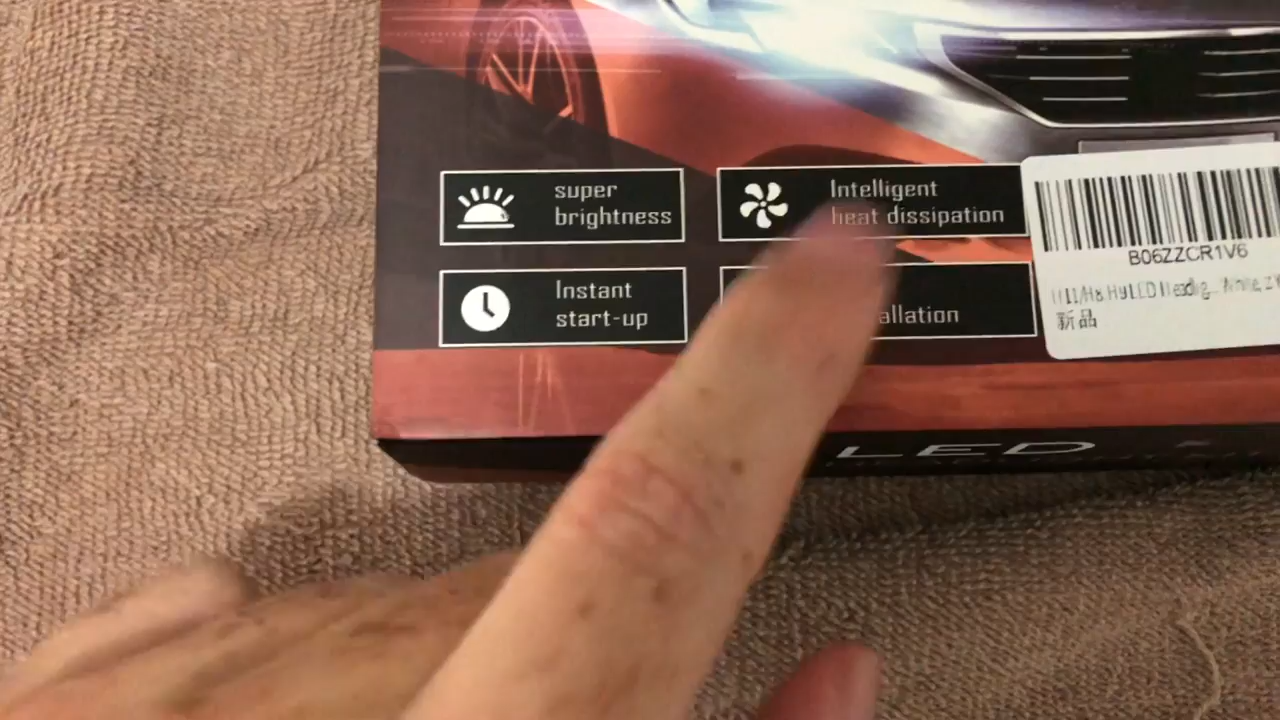 super
brightness
Intelligent
heat dissipation
Instant
start-up
allation
B06ZZCR1V6
新品
LED